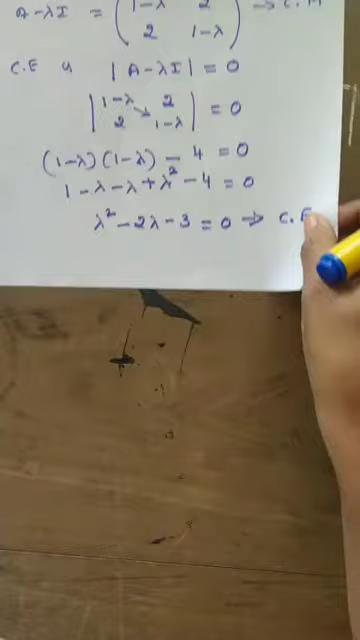 A-λI = (1-λ 2 → C.M
2 1-λ)
C.E is |A-λI| = 0
|1-λ 2
2 1-λ| = 0
(1-λ)(1-λ) - 4 = 0
1-λ-λ+λ² - 4 = 0
λ² - 2λ - 3 = 0 → C.E